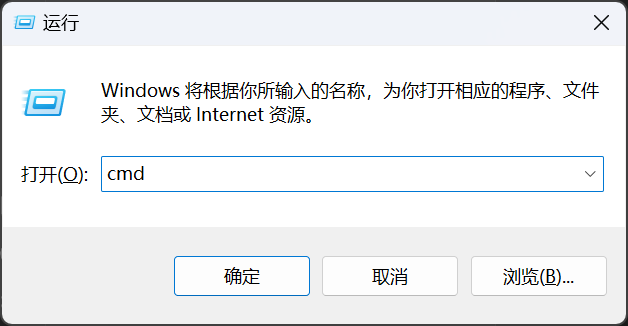 运行
Windows 将根据你所输入的名称，为你打开相应的程序、文件
夹、文档或 Internet 资源。
打开(O): cmd
确定 取消 浏览(B)...